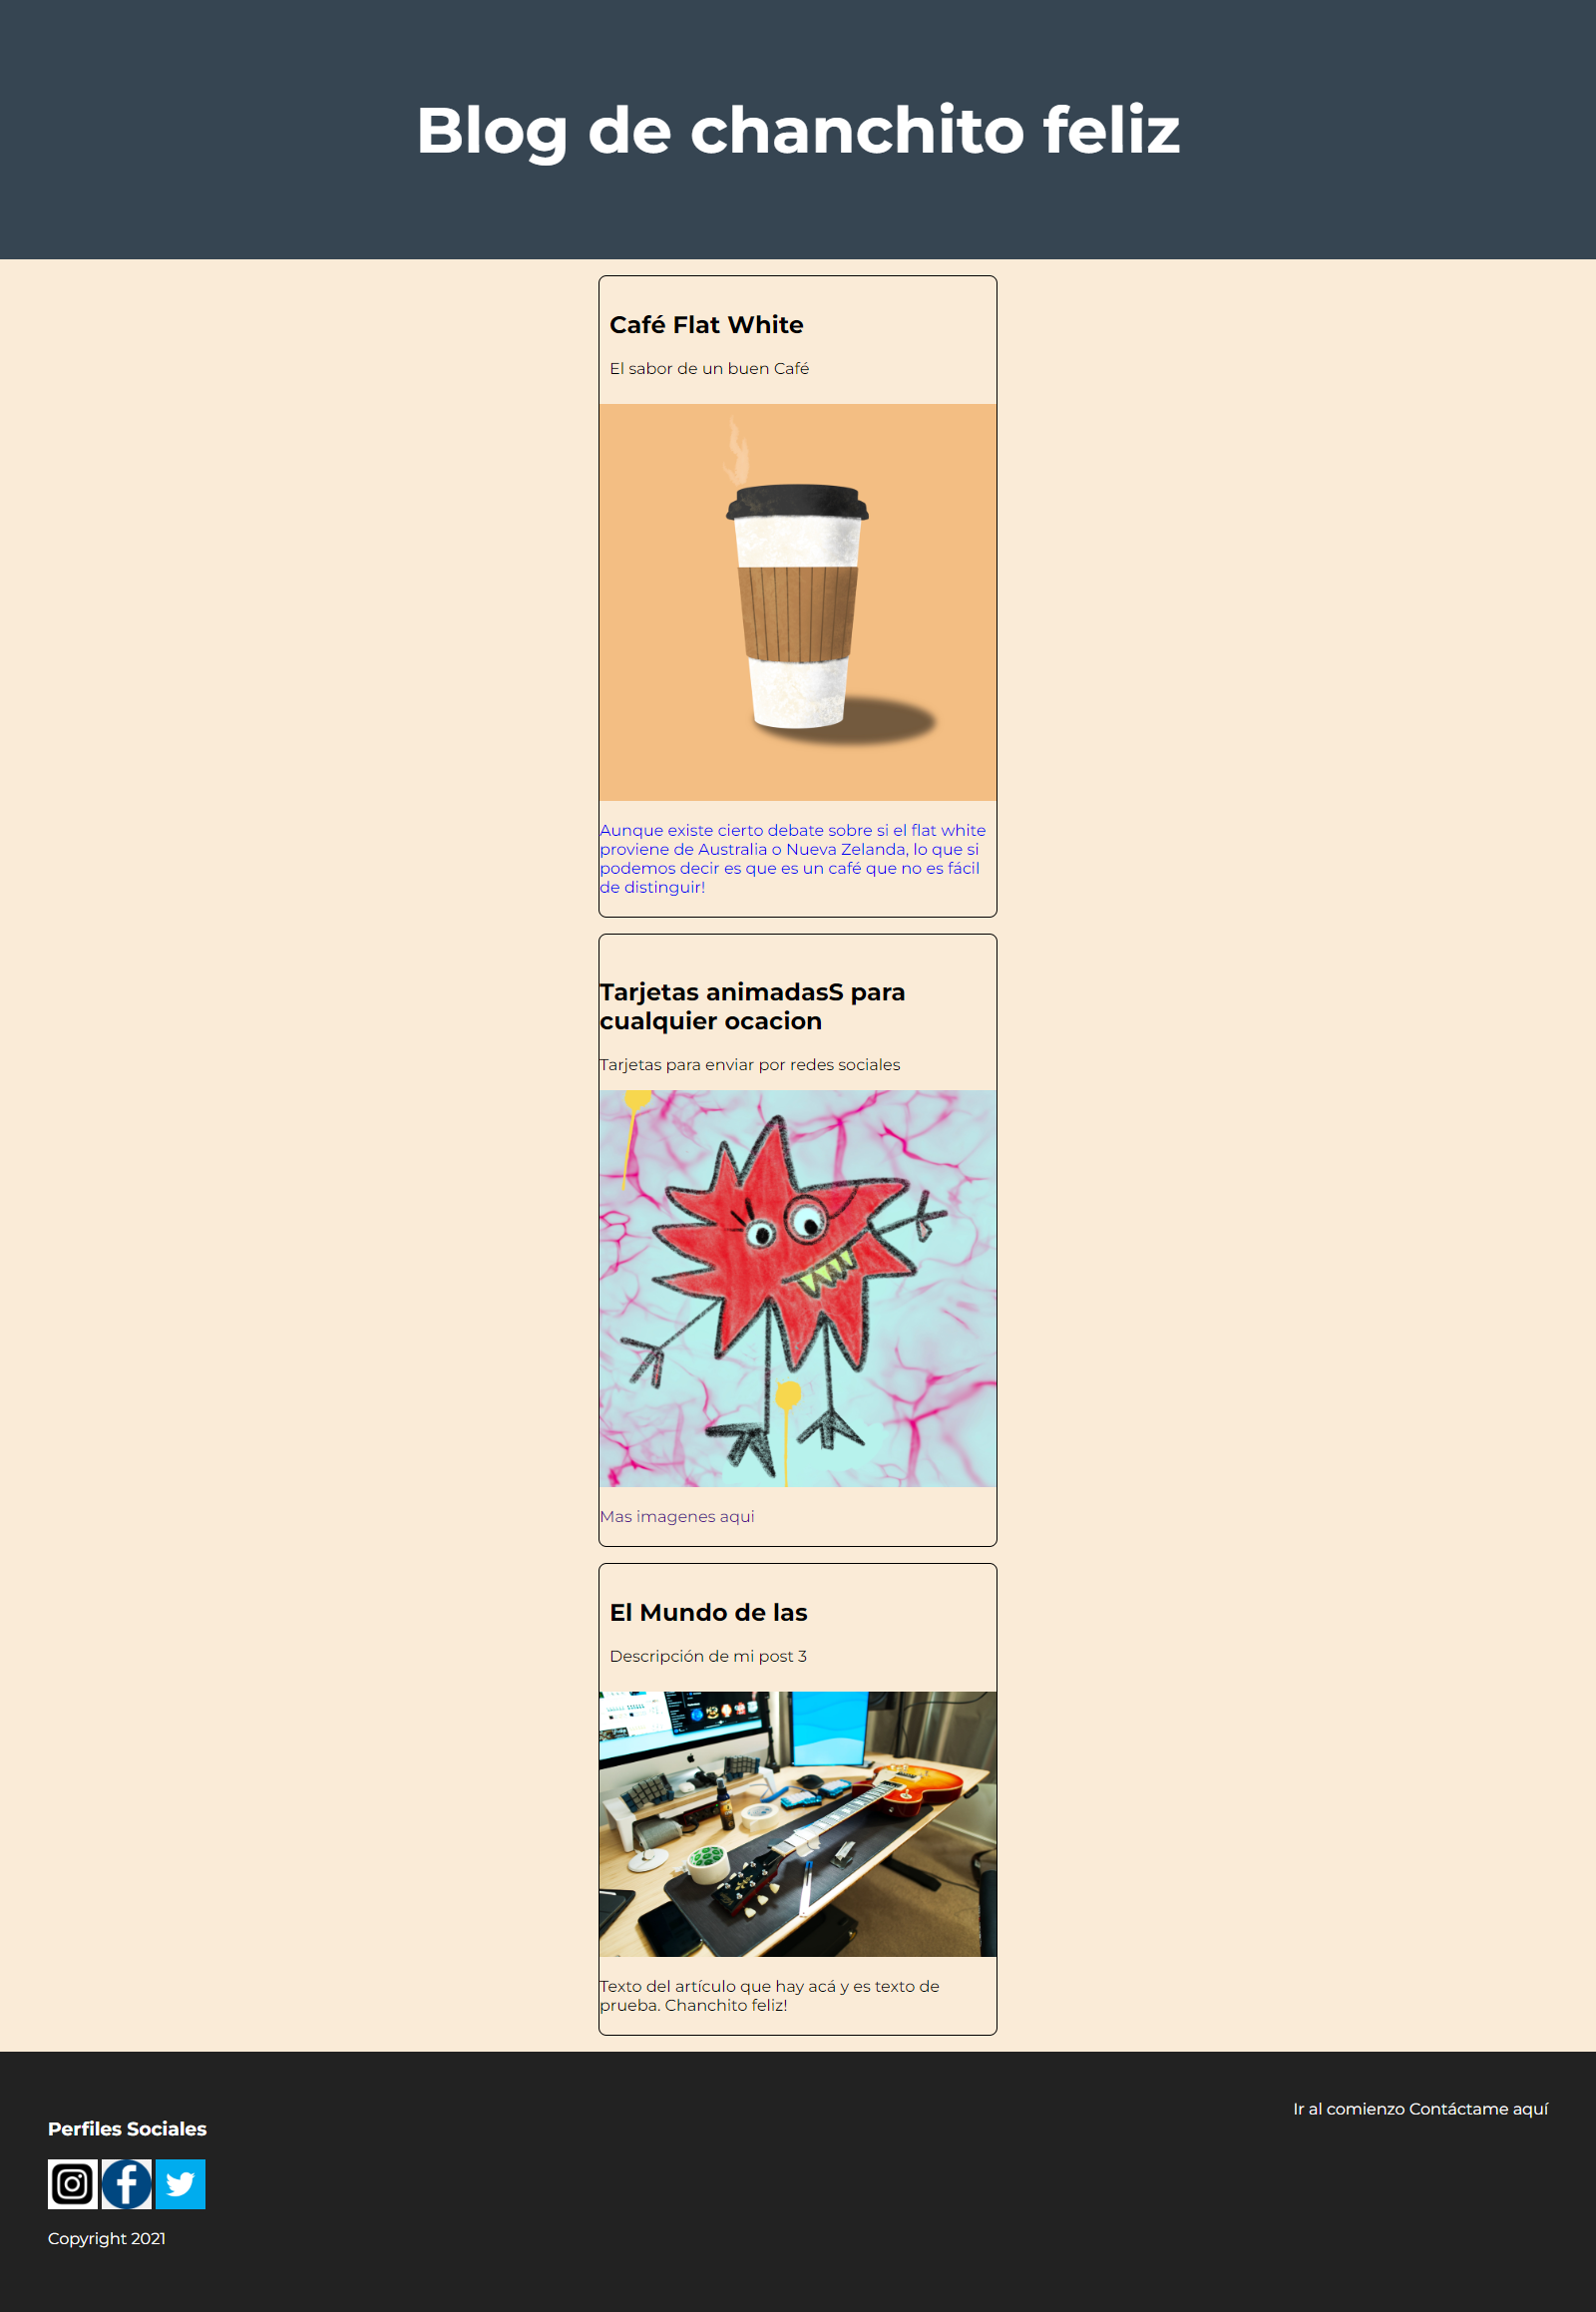 Blog de chanchito feliz
Café Flat White
El sabor de un buen Café
Aunque existe cierto debate sobre si el flat white
proviene de Australia o Nueva Zelanda, lo que si
podemos decir es que es un café que no es fácil
de distinguir!
Tarjetas animadasS para
cualquier ocacion
Tarjetas para enviar por redes sociales
Mas imagenes aqui
El Mundo de las
Descripción de mi post 3
Texto del artículo que hay acá y es texto de
prueba. Chanchito feliz!
Ir al comienzo Contáctame aquí
Perfiles Sociales
Copyright 2021